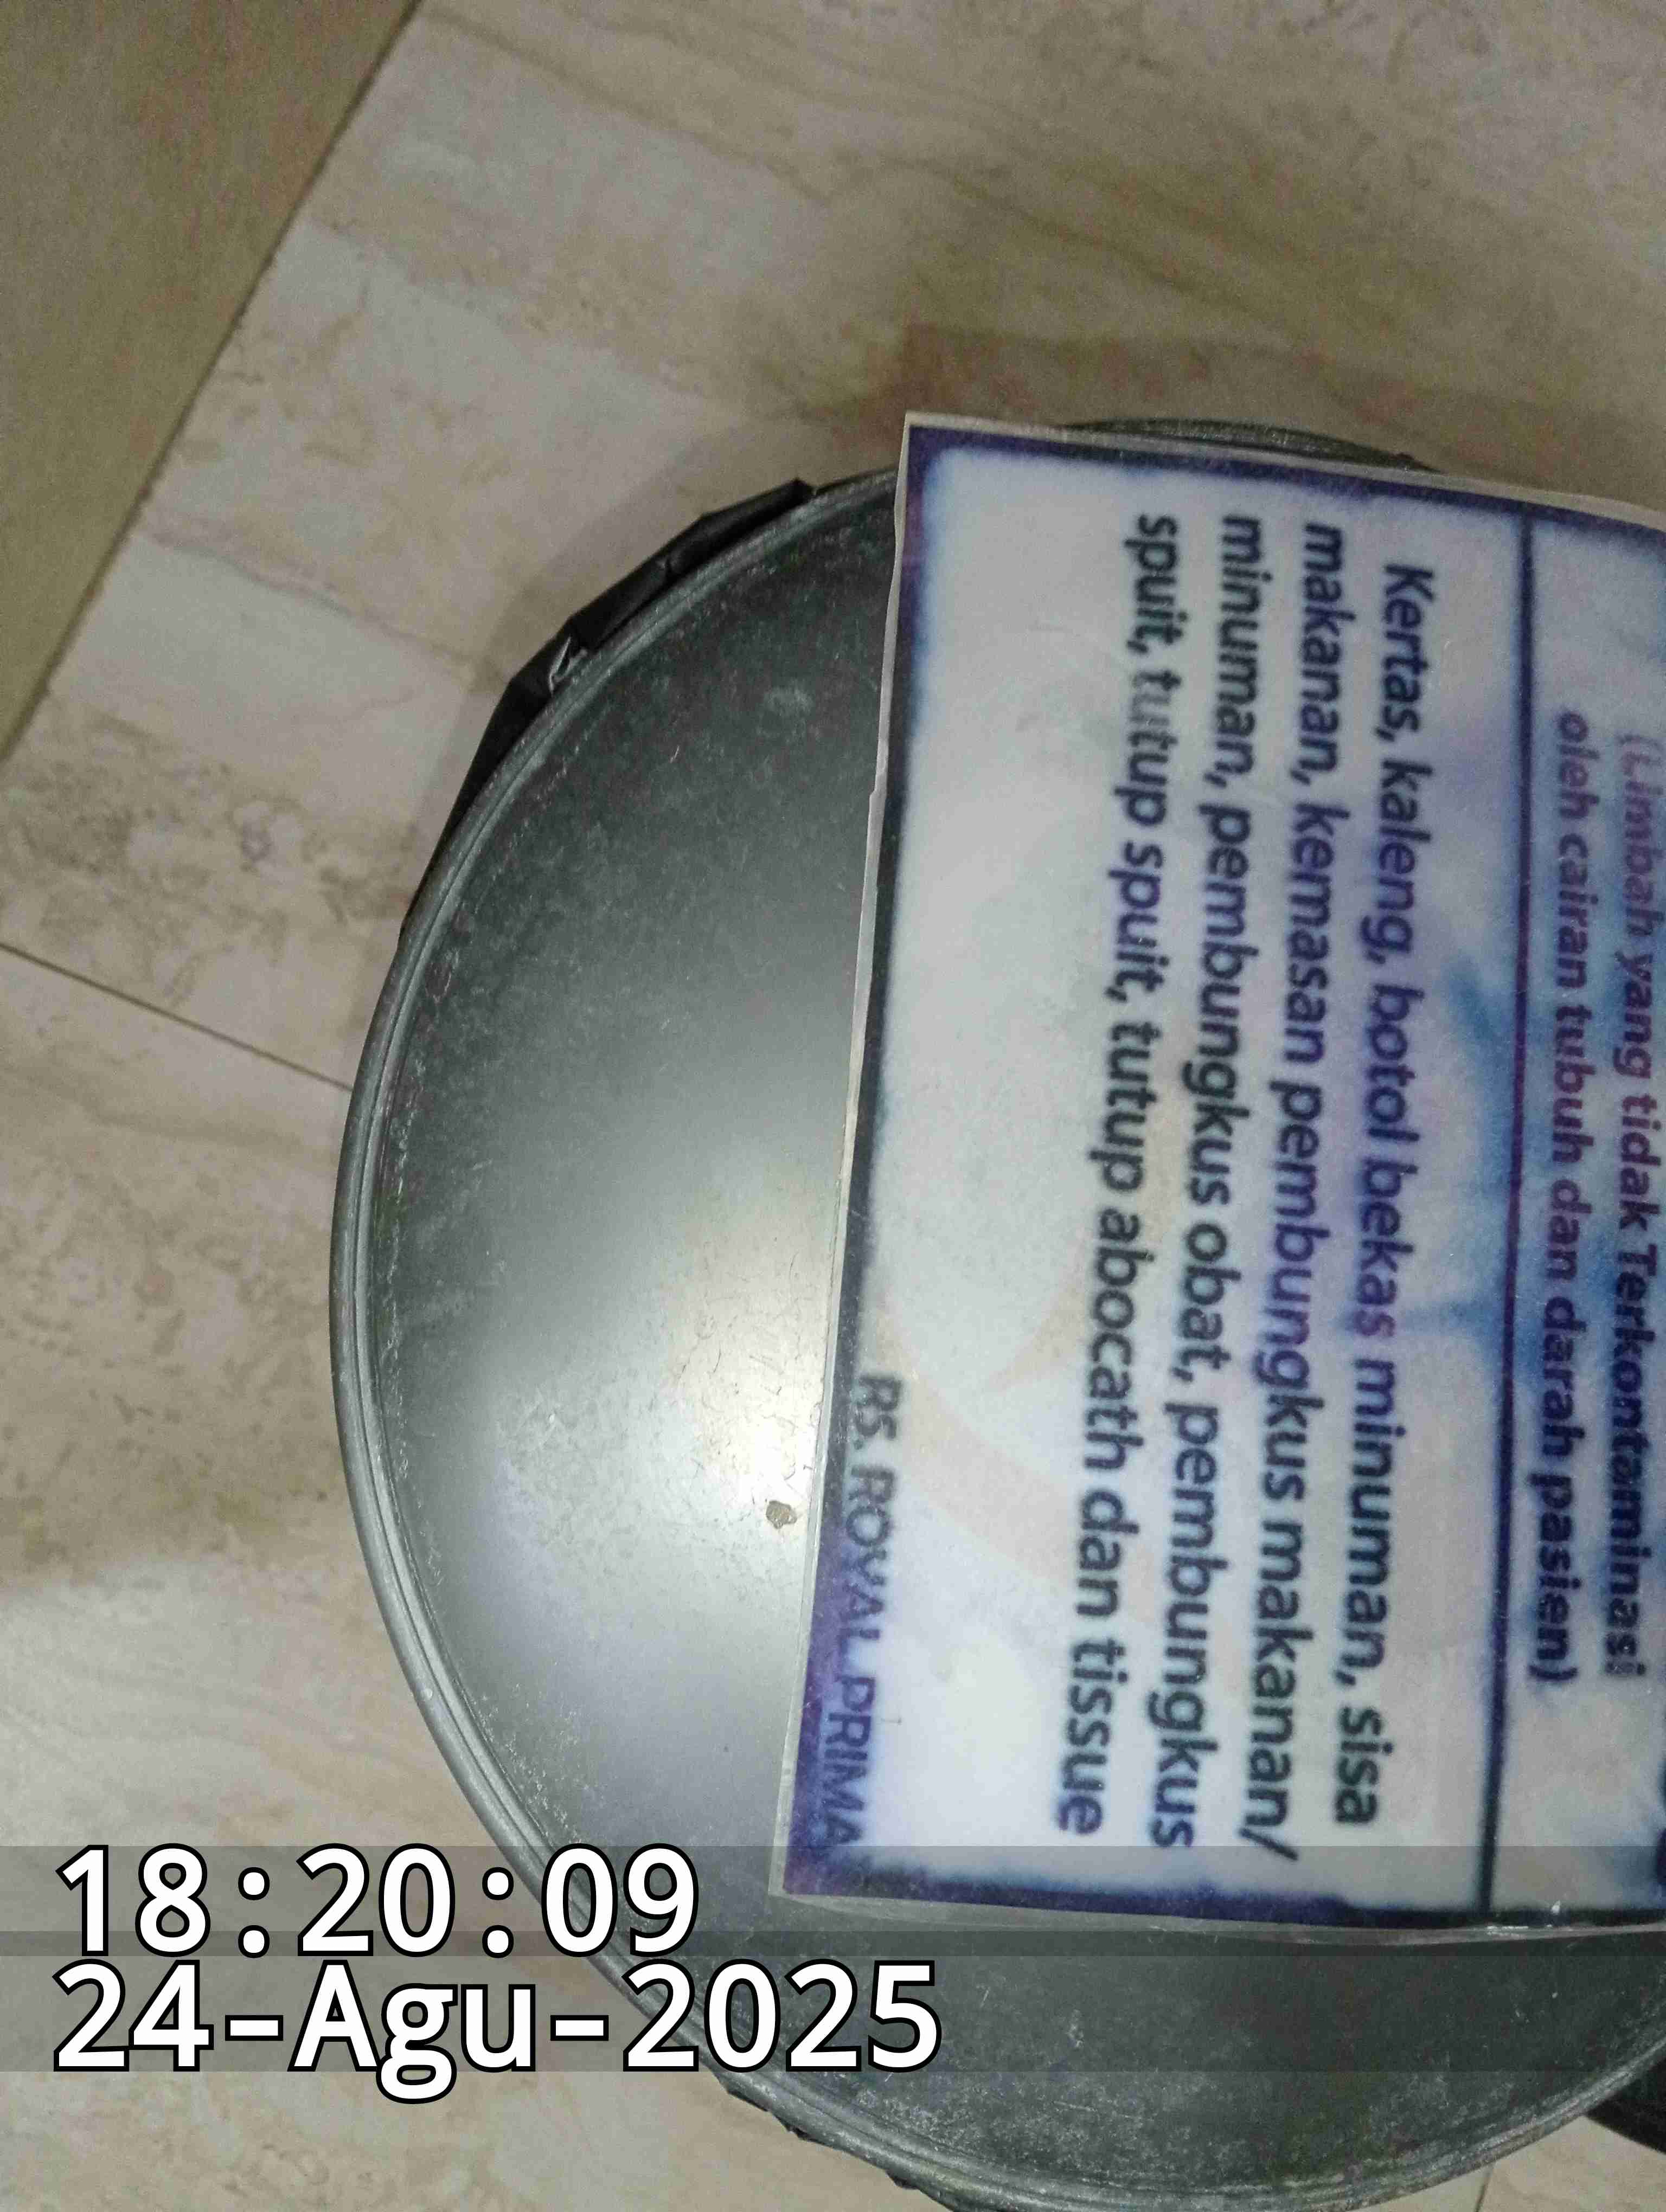 (Limbah yang tidak Terkontaminasi
oleh cairan tubuh dan darah pasien)
Kertas, kaleng, botol bekas minuman, sisa
makanan, kemasan pembungkus makanan/
minuman, pembungkus obat, pembungkus
spuit, tutup spuit, tutup abocath dan tissue
RS. ROYAL PRIMA
18:20:09
24-Agu-2025